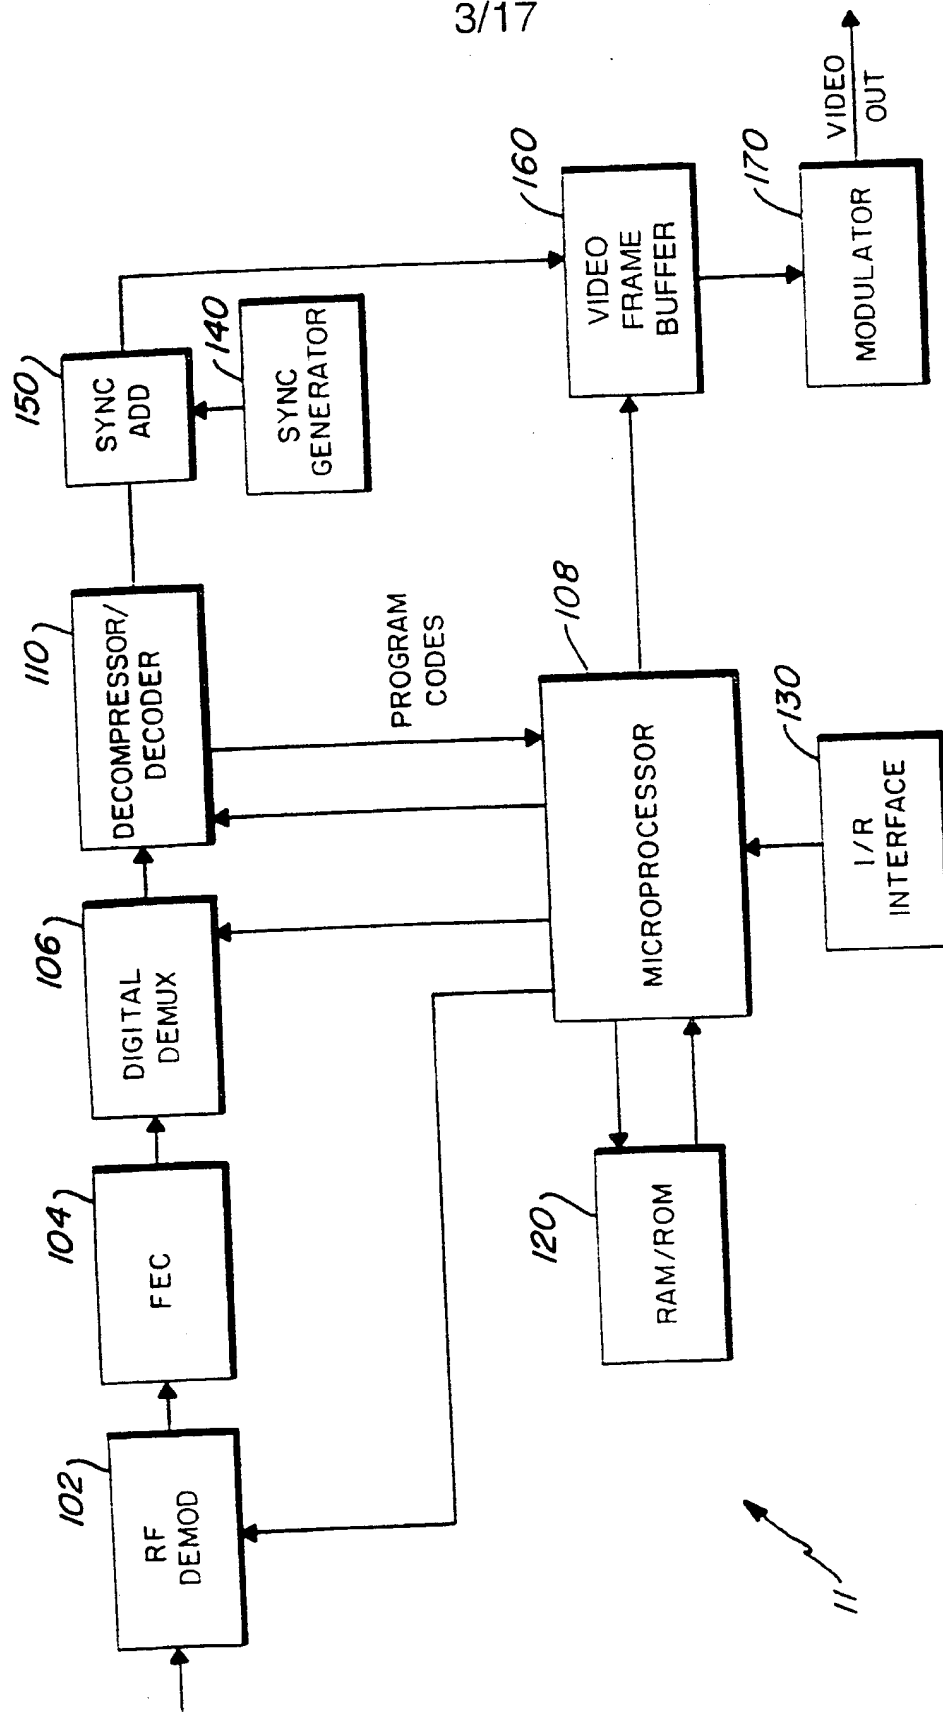 3/17
102
RF
DEMOD
104
FEC
106
DIGITAL
DEMUX
110
DECOMPRESSOR/
DECODER
150
SYNC
ADD
140
SYNC
GENERATOR
PROGRAM
CODES
108
MICROPROCESSOR
120
RAM/ROM
130
I/R
INTERFACE
160
VIDEO
FRAME
BUFFER
170
MODULATOR
VIDEO
OUT
11